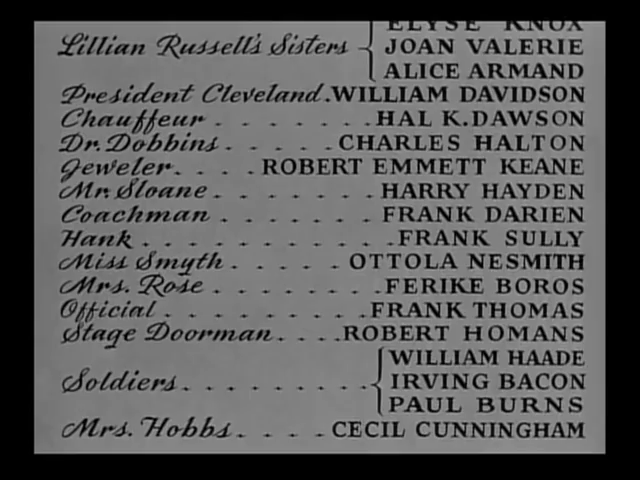 ELYSE KNOX
Lillian Russell's Sisters JOAN VALERIE
ALICE ARMAND
President Cleveland.WILLIAM DAVIDSON
Chauffeur . . . . . . . HAL K. DAWSON
Dr. Dobbins . . . . . CHARLES HALTON
Jeweler. . . . ROBERT EMMETT KEANE
Mr. Sloane . . . . . . . HARRY HAYDEN
Coachman . . . . . . . FRANK DARIEN
Hank . . . . . . . . . . . FRANK SULLY
Miss Smyth . . . . . OTTOLA NESMITH
Mrs. Rose . . . . . . . FERIKE BOROS
Official . . . . . . . . . FRANK THOMAS
Stage Doorman . . . . ROBERT HOMANS
WILLIAM HAADE
Soldiers . . . . . . . . . IRVING BACON
PAUL BURNS
Mrs. Hobbs . . . . CECIL CUNNINGHAM